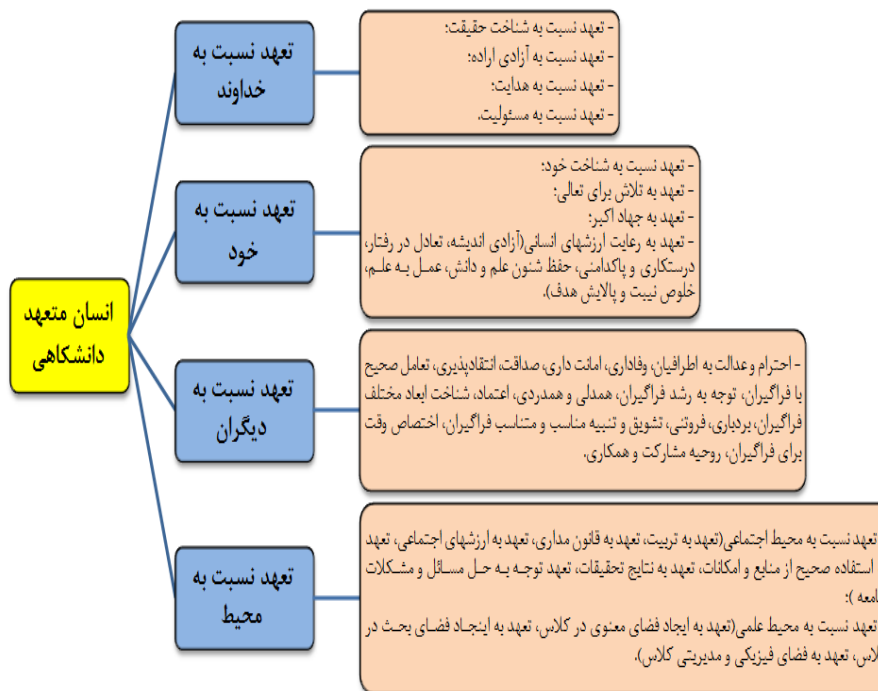 انسان متعهد
دانشکاهی
تعهد نسبت به
خداوند
- تعهد نسبت به شناخت حقیقت؛
- تعهد نسبت به آزادی اراده؛
- تعهد نسبت به هدایت؛
- تعهد نسبت به مسئولیت.
تعهد نسبت به
خود
- تعهد نسبت به شناخت خود؛
- تعهد به تلاش برای تعالی؛
- تعهد به جهاد اکبر؛
- تعهد به رعایت ارزشهای انسانی(آزادی اندیشه، تعادل در رفتار،
درستکاری و پاکدامنی، حفظ شئون علم و دانش، عمل به علم،
خلوص نیبت و پالایش هدف).
تعهد نسبت به
دیگران
- احترام و عدالت به اطرافیان، وفاداری، امانت داری، صداقت، انتقادپذیری، تعامل صحیح
با فراگیران، توجه به رشد فراگیران، همدلی و همدردی، اعتماد، شناخت ابعاد مختلف
فراگیران، بردباری، فروتنی، تشویق و تنبیه مناسب و متناسب فراگیران، اختصاص وقت
برای فراگیران، روحیه مشارکت و همکاری.
تعهد نسبت به
محیط
تعهد نسبت به محیط اجتماعی(تعهد به تربیت، تعهد به قانون مداری، تعهد به ارزشهای اجتماعی، تعهد
استفاده صحیح از منابع و امکانات، تعهد به نتایج تحقیقات، تعهد توجه به حل مسائل و مشکلات
امعه )؛
تعهد نسبت به محیط علمی(تعهد به ایجاد فضای معنوی در کلاس، تعهد به اینجاد فضای بحث در
لاس، تعهد به فضای فیزیکی و مدیریتی کلاس).